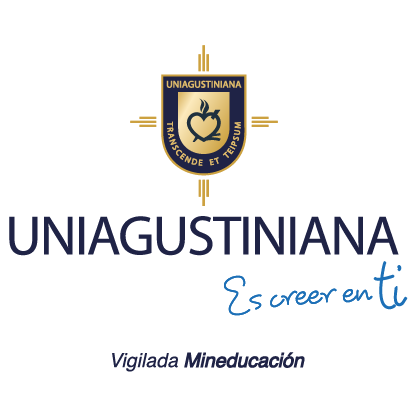 UNIAGUSTINIANA
TRANSCENDE ET TEIPSUM
UNIAGUSTINIANA
Es creer en ti
Vigilada Mineducación